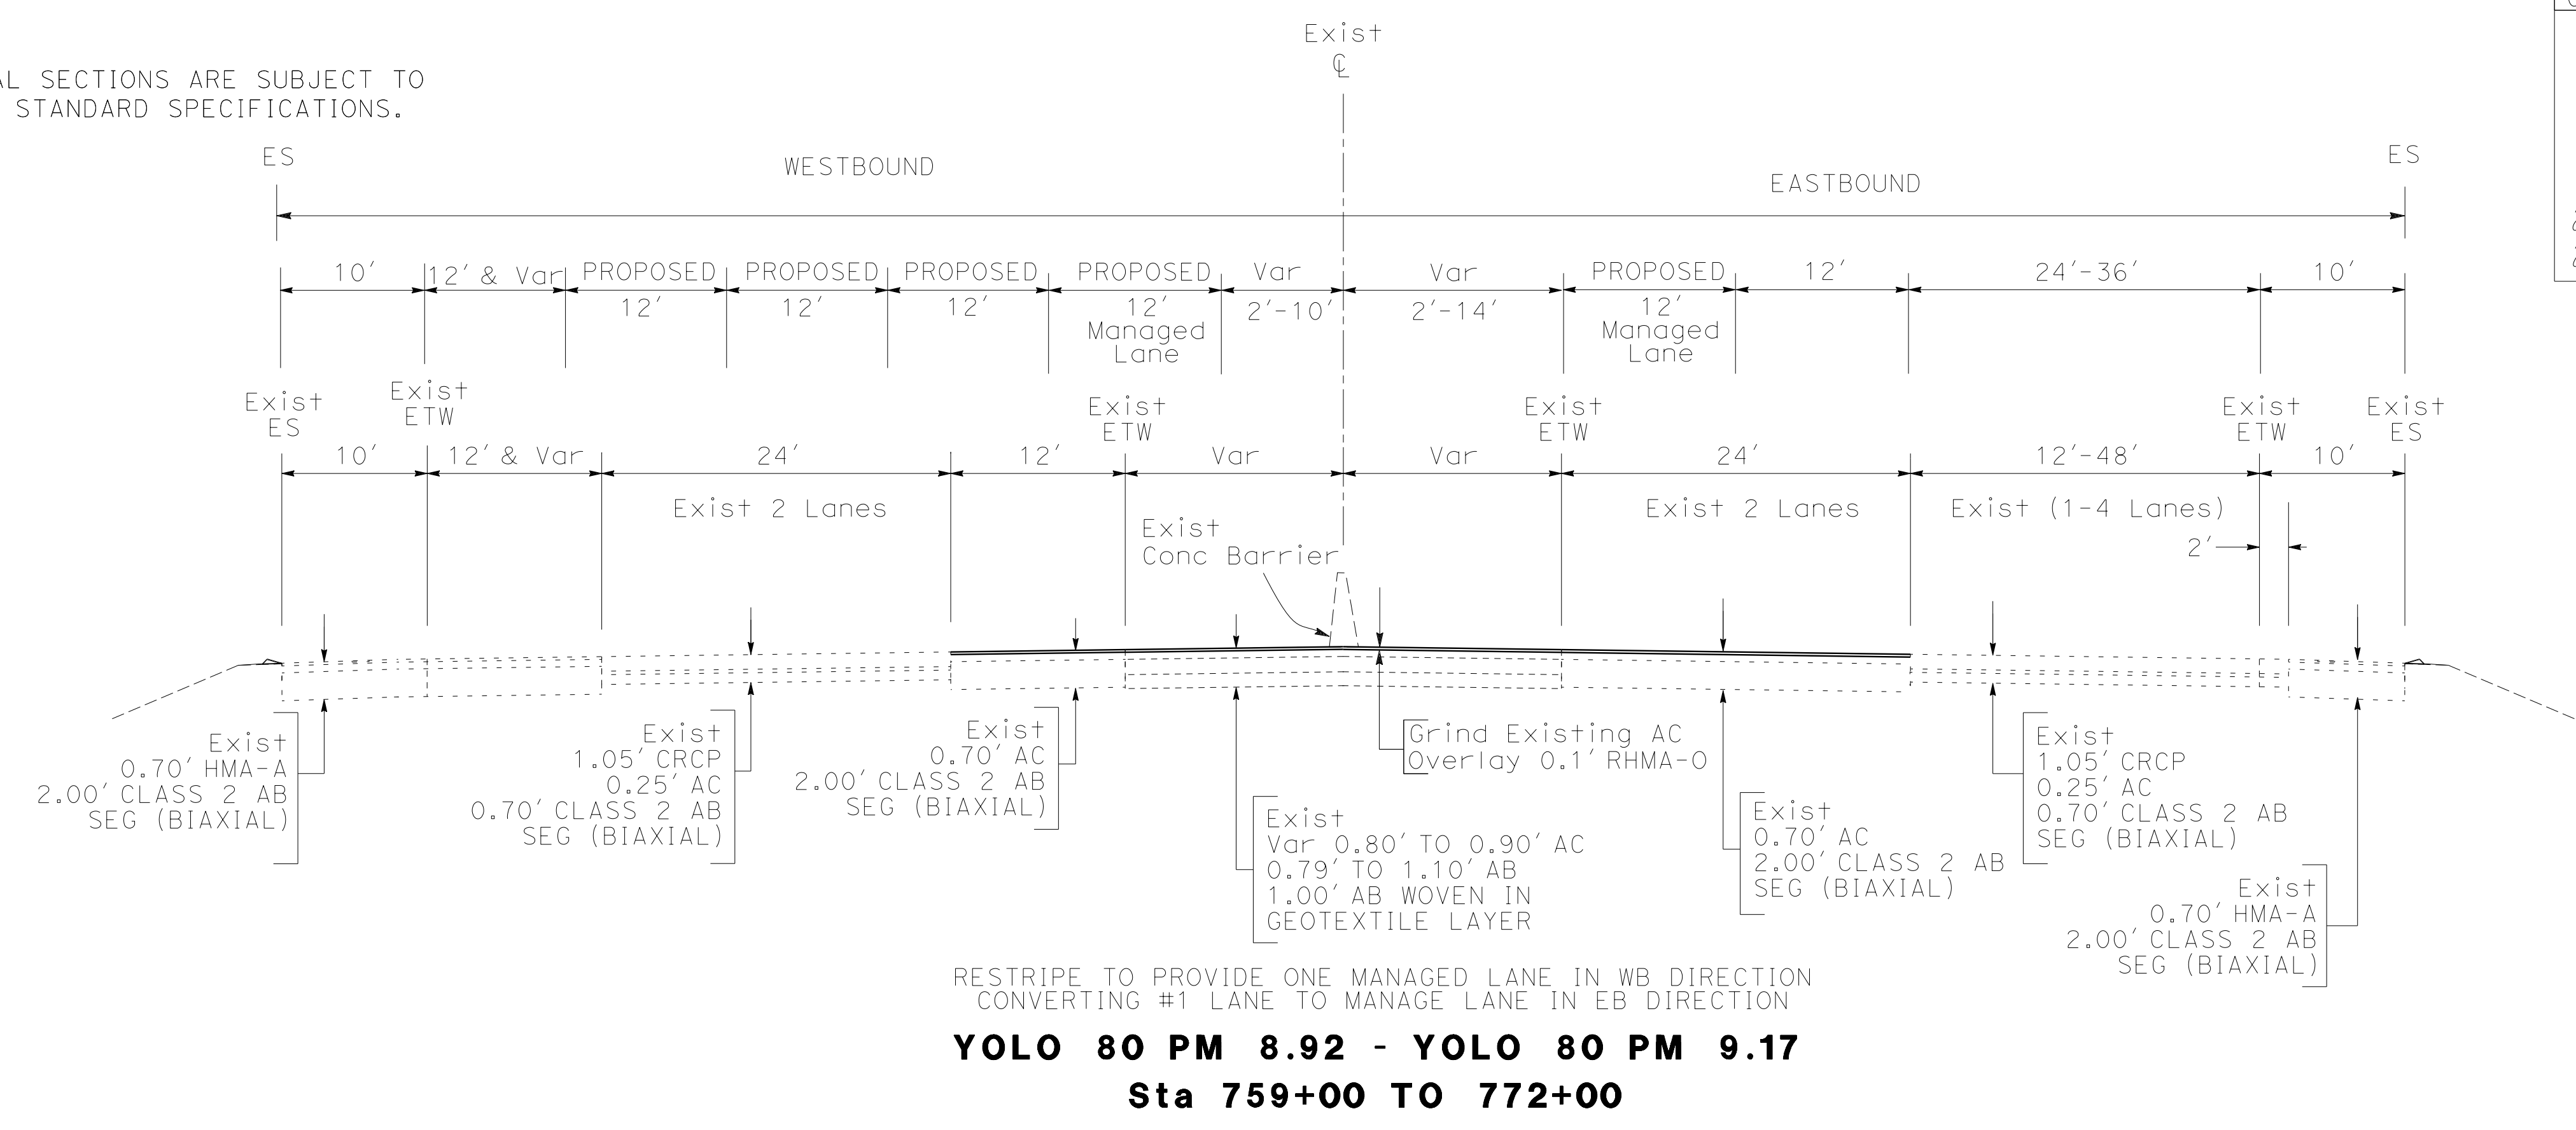 Exist
℄
AL SECTIONS ARE SUBJECT TO
STANDARD SPECIFICATIONS.
ES
WESTBOUND
EASTBOUND
ES
10'
12' & Var
PROPOSED
12'
PROPOSED
12'
PROPOSED
12'
PROPOSED
12'
Managed
Lane
Var
2'-10'
Var
2'-14'
PROPOSED
12'
Managed
Lane
12'
24'-36'
10'
Exist
ES
Exist
ETW
Exist
ETW
Exist
ETW
Exist
ETW
Exist
ES
10'
12' & Var
24'
12'
Var
Var
24'
12'-48'
10'
Exist 2 Lanes
Exist 2 Lanes
Exist (1-4 Lanes)
2'
Exist
Conc Barrier
Exist
0.70' HMA-A
2.00' CLASS 2 AB
SEG (BIAXIAL)
Exist
1.05' CRCP
0.25' AC
0.70' CLASS 2 AB
SEG (BIAXIAL)
Exist
0.70' AC
2.00' CLASS 2 AB
SEG (BIAXIAL)
Grind Existing AC
Overlay 0.1' RHMA-O
Exist
Var 0.80' TO 0.90' AC
0.79' TO 1.10' AB
1.00' AB WOVEN IN
GEOTEXTILE LAYER
Exist
0.70' AC
2.00' CLASS 2 AB
SEG (BIAXIAL)
Exist
1.05' CRCP
0.25' AC
0.70' CLASS 2 AB
SEG (BIAXIAL)
Exist
0.70' HMA-A
2.00' CLASS 2 AB
SEG (BIAXIAL)
RESTRIPE TO PROVIDE ONE MANAGED LANE IN WB DIRECTION
CONVERTING #1 LANE TO MANAGE LANE IN EB DIRECTION
YOLO 80 PM 8.92 - YOLO 80 PM 9.17
Sta 759+00 TO 772+00